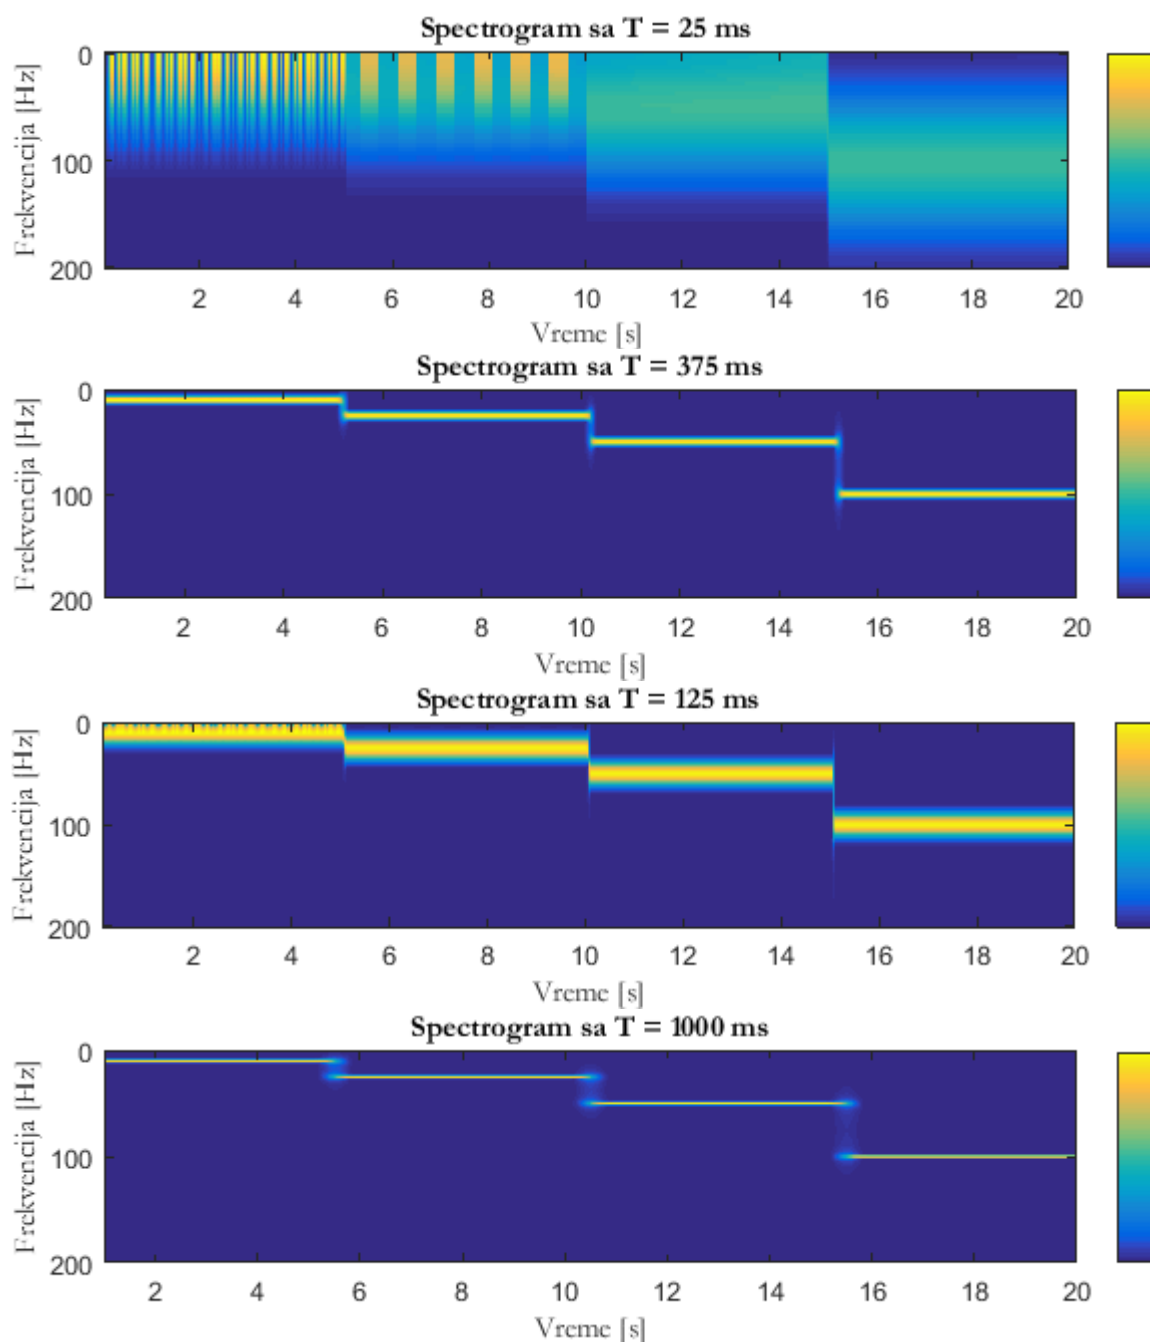 Spectrogram sa T = 25 ms
Frekvencija [Hz]
0
100
200
2 4 6 8 10 12 14 16 18 20
Vreme [s]
Spectrogram sa T = 375 ms
Frekvencija [Hz]
0
100
200
2 4 6 8 10 12 14 16 18 20
Vreme [s]
Spectrogram sa T = 125 ms
Frekvencija [Hz]
0
100
200
2 4 6 8 10 12 14 16 18 20
Vreme [s]
Spectrogram sa T = 1000 ms
Frekvencija [Hz]
0
100
200
2 4 6 8 10 12 14 16 18 20
Vreme [s]